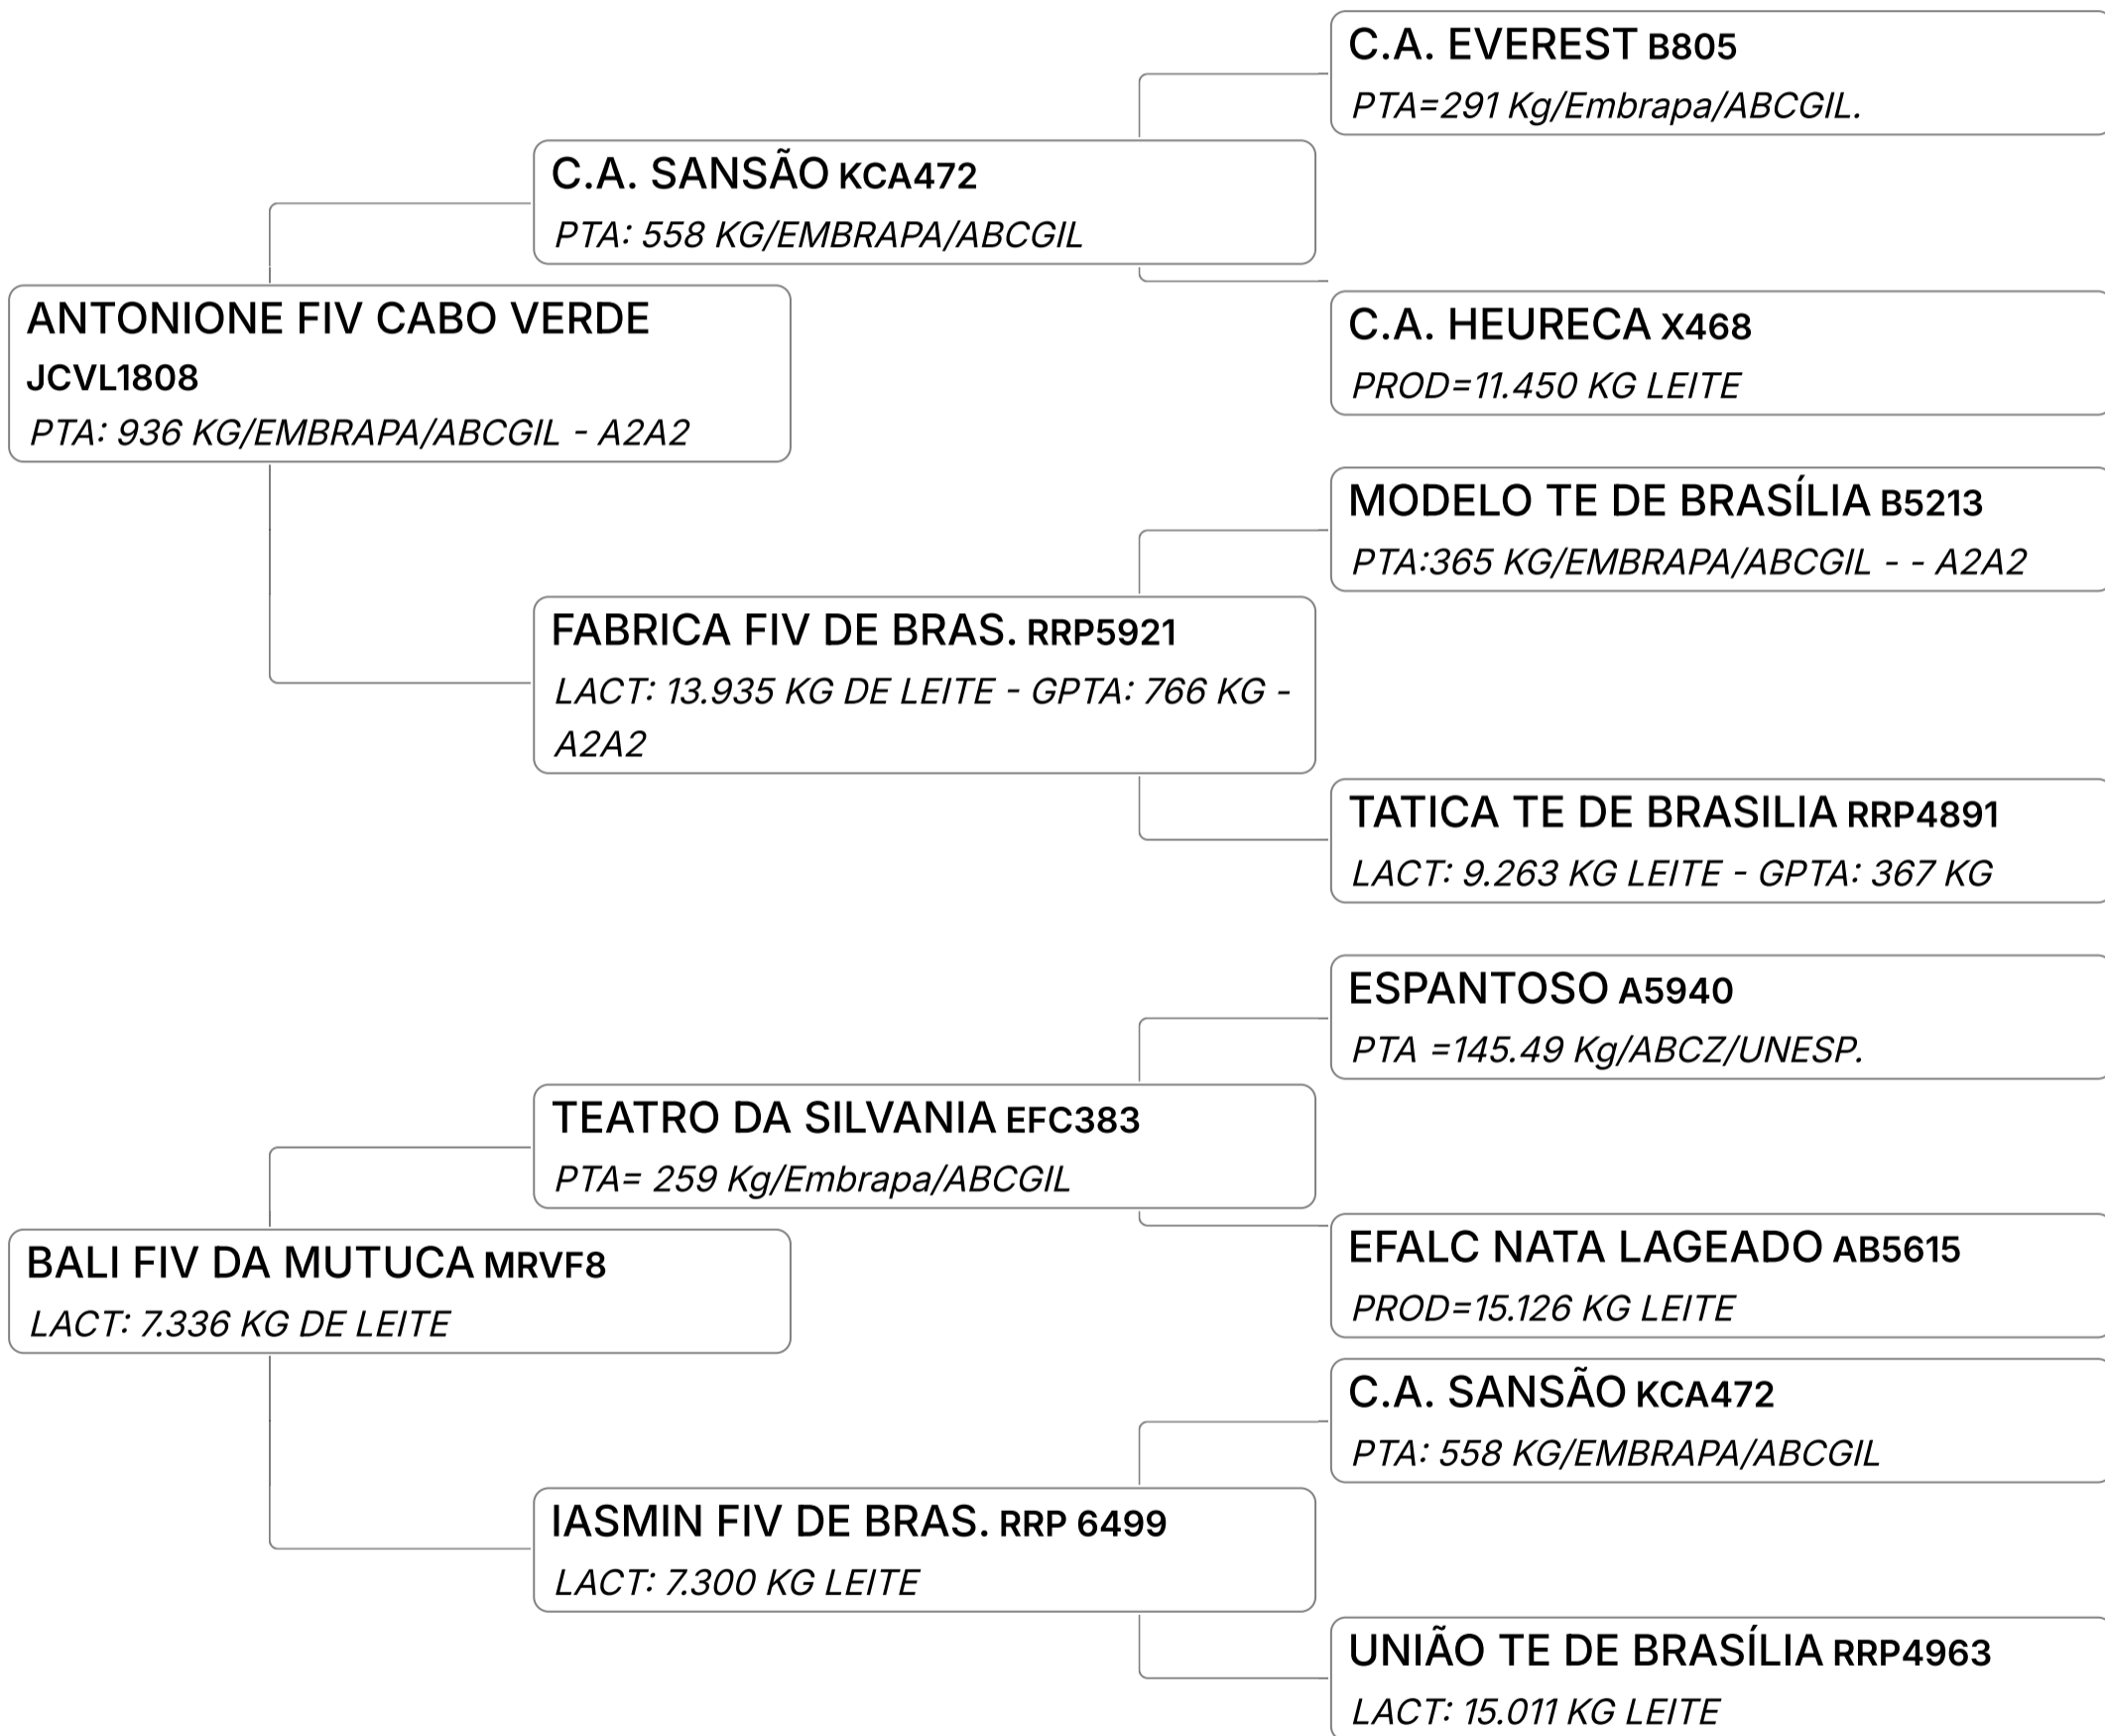 C.A. EVEREST B805
PTA=291 Kg/Embrapa/ABCGIL.
C.A. SANSÃO KCA472
PTA: 558 KG/EMBRAPA/ABCGIL
ANTONIONE FIV CABO VERDE
JCVL1808
PTA: 936 KG/EMBRAPA/ABCGIL - A2A2
C.A. HEURECA X468
PROD=11.450 KG LEITE
MODELO TE DE BRASÍLIA B5213
PTA:365 KG/EMBRAPA/ABCGIL - - A2A2
FABRICA FIV DE BRAS. RRP5921
LACT: 13.935 KG DE LEITE - GPTA: 766 KG -
A2A2
TATICA TE DE BRASILIA RRP4891
LACT: 9.263 KG LEITE - GPTA: 367 KG
ESPANTOSO A5940
PTA =145.49 Kg/ABCZ/UNESP.
TEATRO DA SILVANIA EFC383
PTA= 259 Kg/Embrapa/ABCGIL
BALI FIV DA MUTUCA MRVF8
LACT: 7.336 KG DE LEITE
EFALC NATA LAGEADO AB5615
PROD=15.126 KG LEITE
C.A. SANSÃO KCA472
PTA: 558 KG/EMBRAPA/ABCGIL
IASMIN FIV DE BRAS. RRP 6499
LACT: 7.300 KG LEITE
UNIÃO TE DE BRASÍLIA RRP4963
LACT: 15.011 KG LEITE